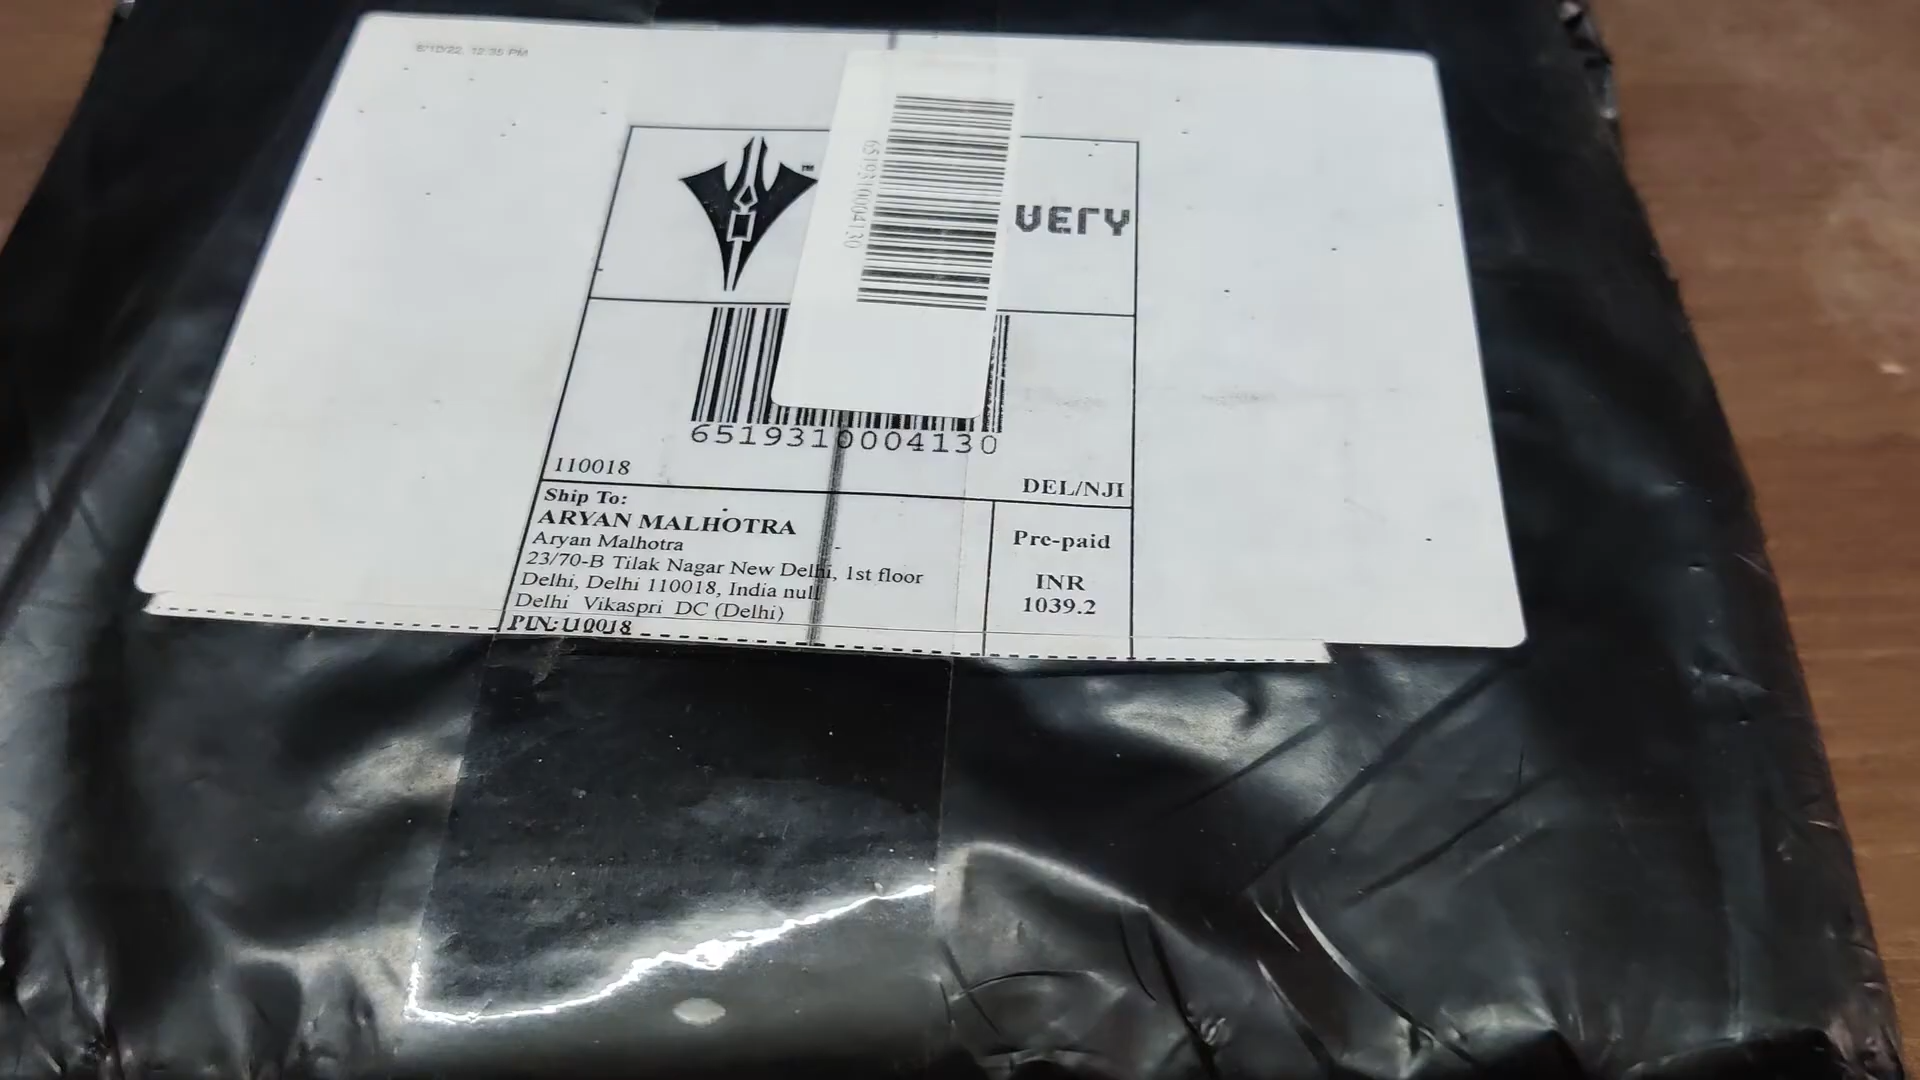 6/10/22, 12:35 PM
™
6519310004130
VERY
6519310004130
110018
DEL/NJI
Ship To:
ARYAN MALHOTRA
Aryan Malhotra
23/70-B Tilak Nagar New Delhi, 1st floor
Delhi, Delhi 110018, India null
Delhi Vikaspri DC (Delhi)
PIN:110018
Pre-paid
INR
1039.2